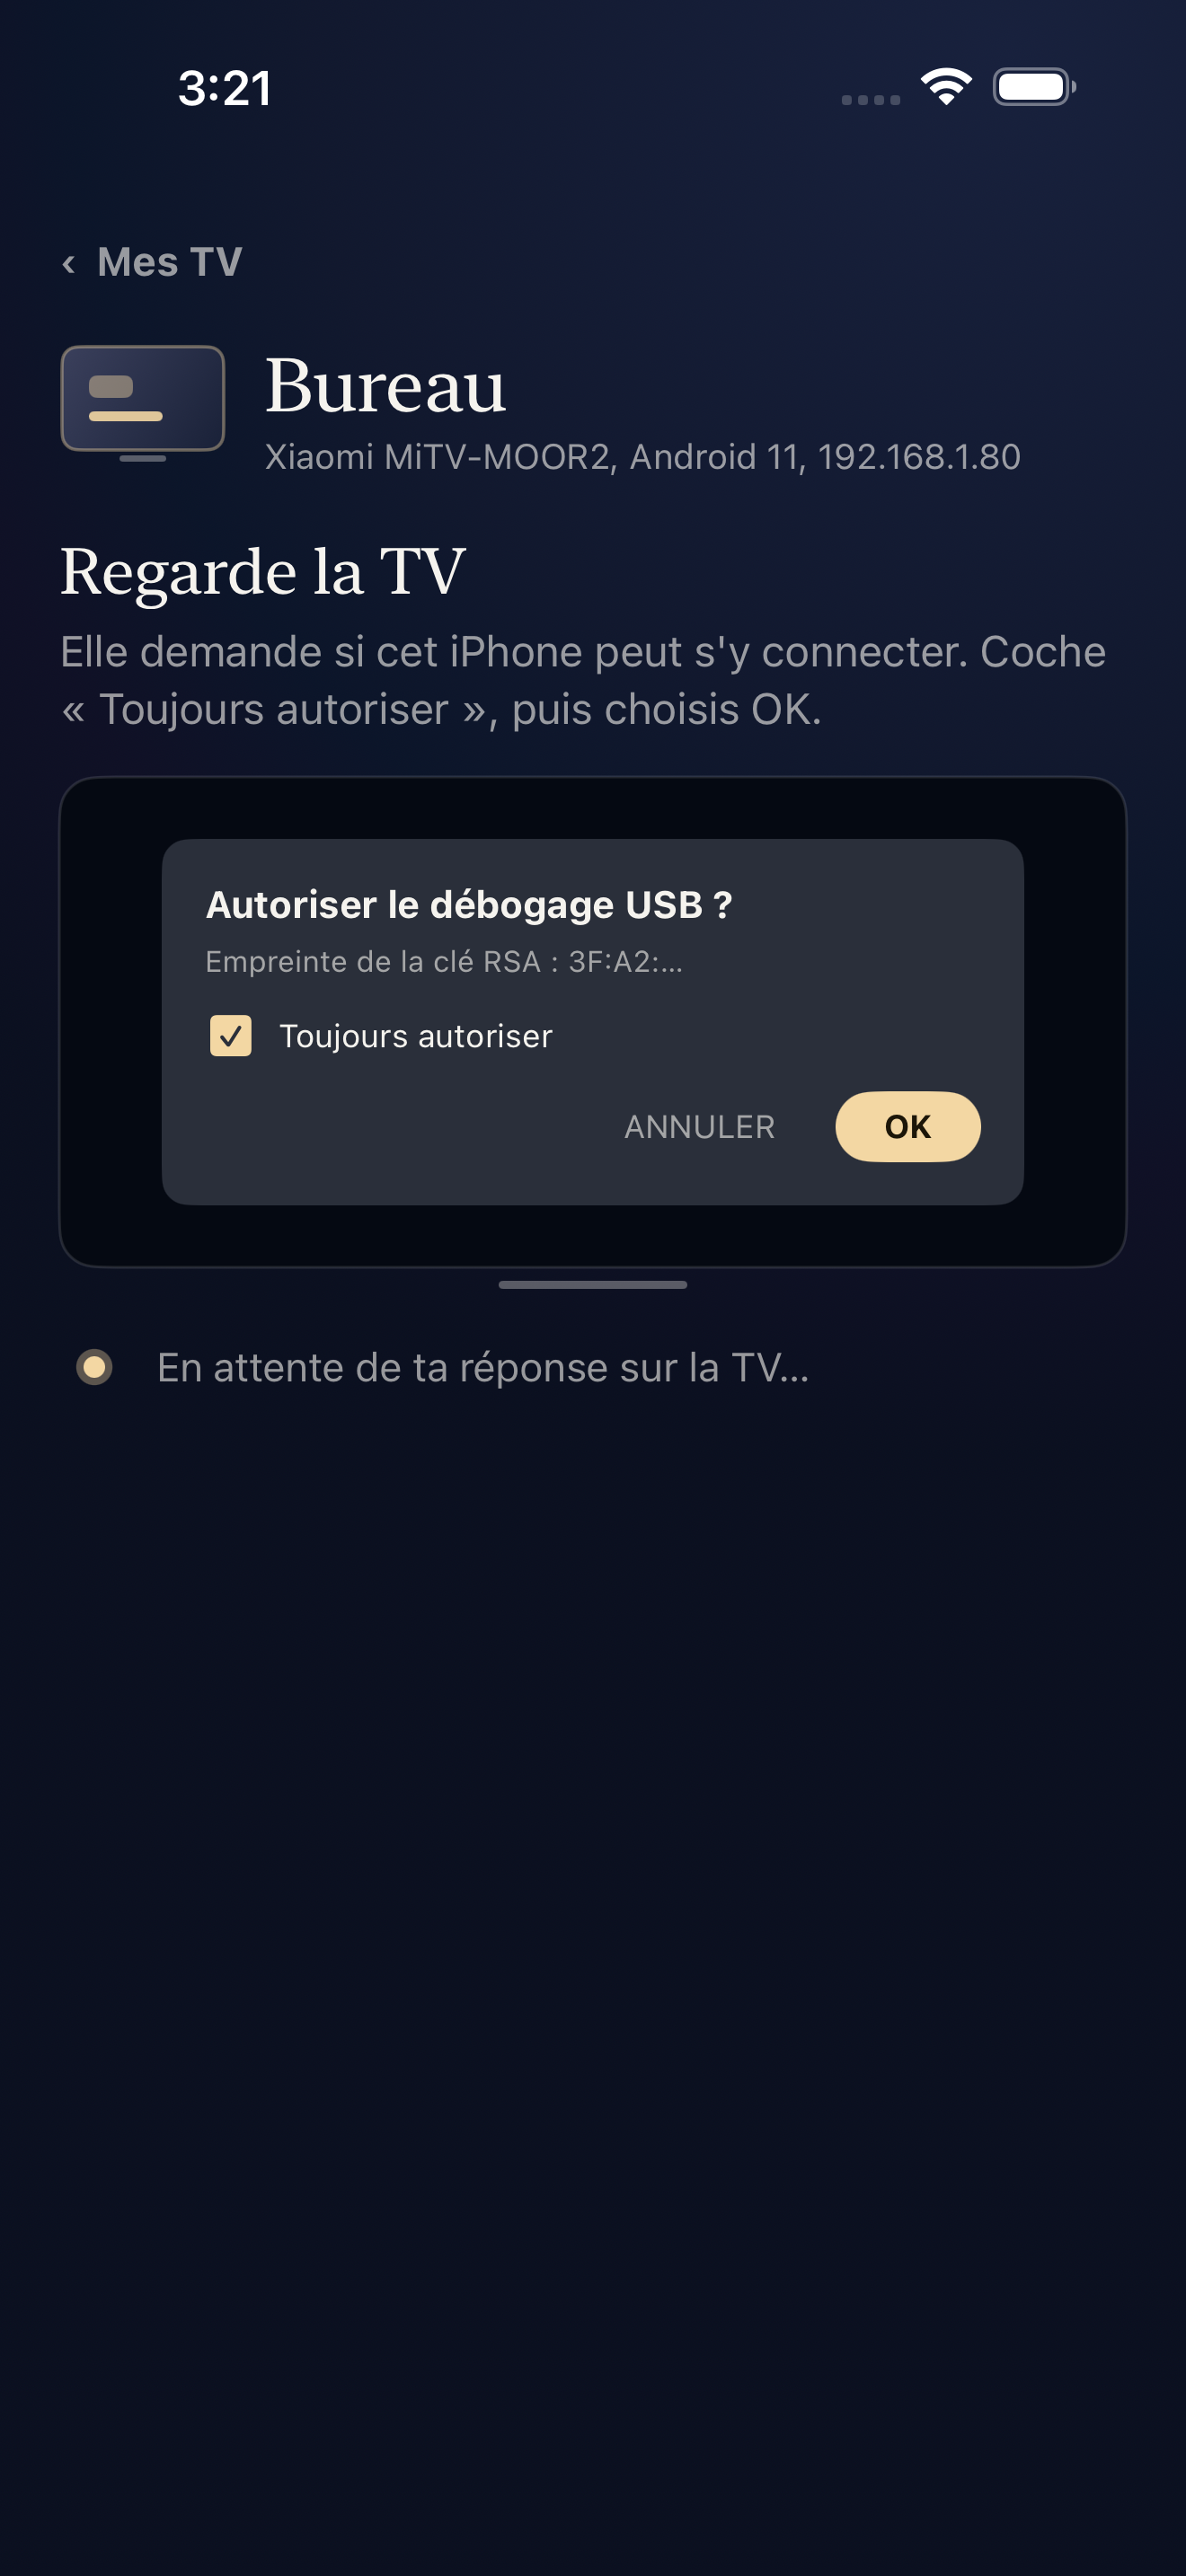 3:21
‹ Mes TV
Bureau
Xiaomi MiTV-MOOR2, Android 11, 192.168.1.80
Regarde la TV
Elle demande si cet iPhone peut s'y connecter. Coche
« Toujours autoriser », puis choisis OK.
Autoriser le débogage USB ?
Empreinte de la clé RSA : 3F:A2:...
Toujours autoriser
ANNULER OK
En attente de ta réponse sur la TV...